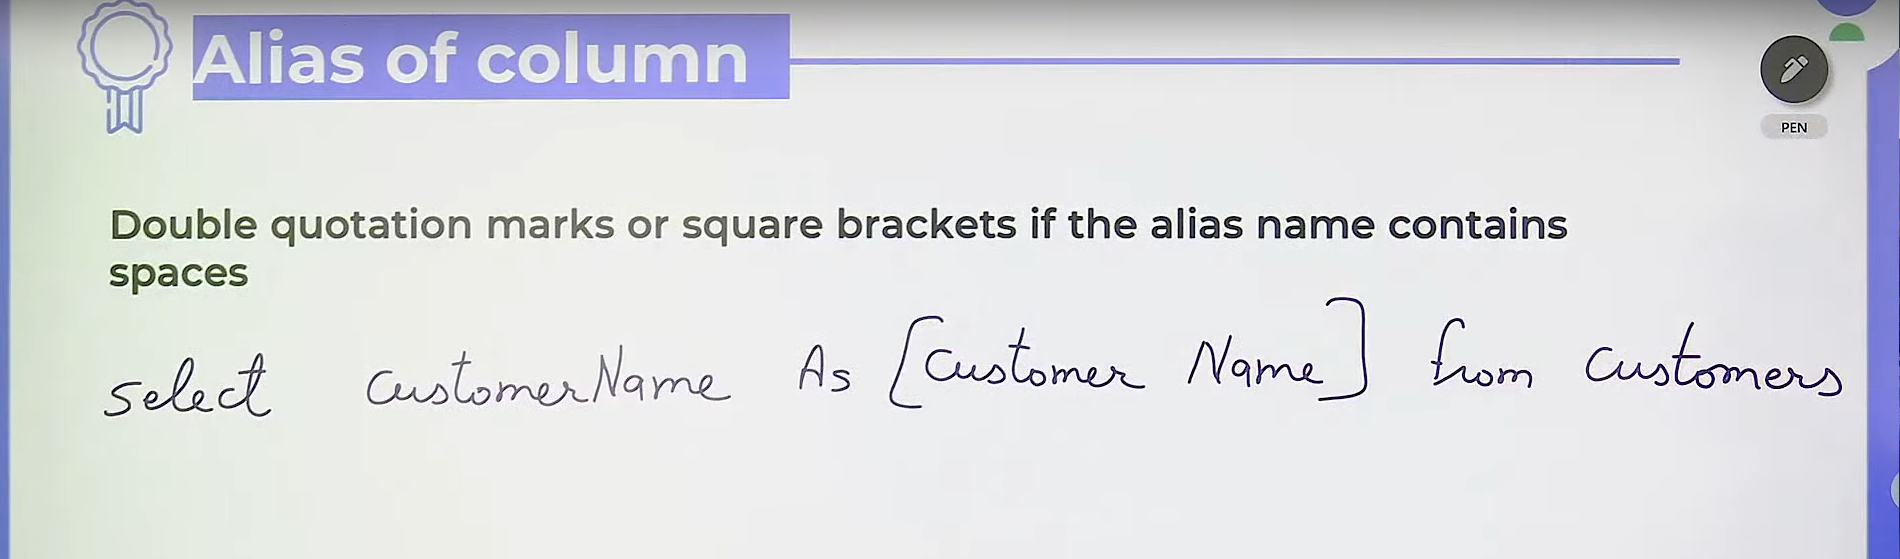 Alias of column
PEN
Double quotation marks or square brackets if the alias name contains
spaces
select customerName As [Customer Name] from customers